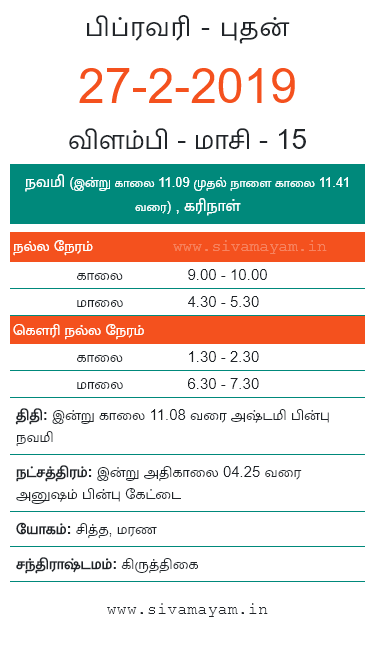 பிப்ரவரி - புதன்
27-2-2019
விளம்பி - மாசி - 15
நவமி (இன்று காலை 11.09 முதல் நாளை காலை 11.41
வரை) , கரிநாள்
நல்ல நேரம் www.sivamayam.in
காலை 9.00 - 10.00
மாலை 4.30 - 5.30
கௌரி நல்ல நேரம்
காலை 1.30 - 2.30
மாலை 6.30 - 7.30
திதி: இன்று காலை 11.08 வரை அஷ்டமி பின்பு
நவமி
நட்சத்திரம்: இன்று அதிகாலை 04.25 வரை
அனுஷம் பின்பு கேட்டை
யோகம்: சித்த, மரண
சந்திராஷ்டமம்: கிருத்திகை
www.sivamayam.in